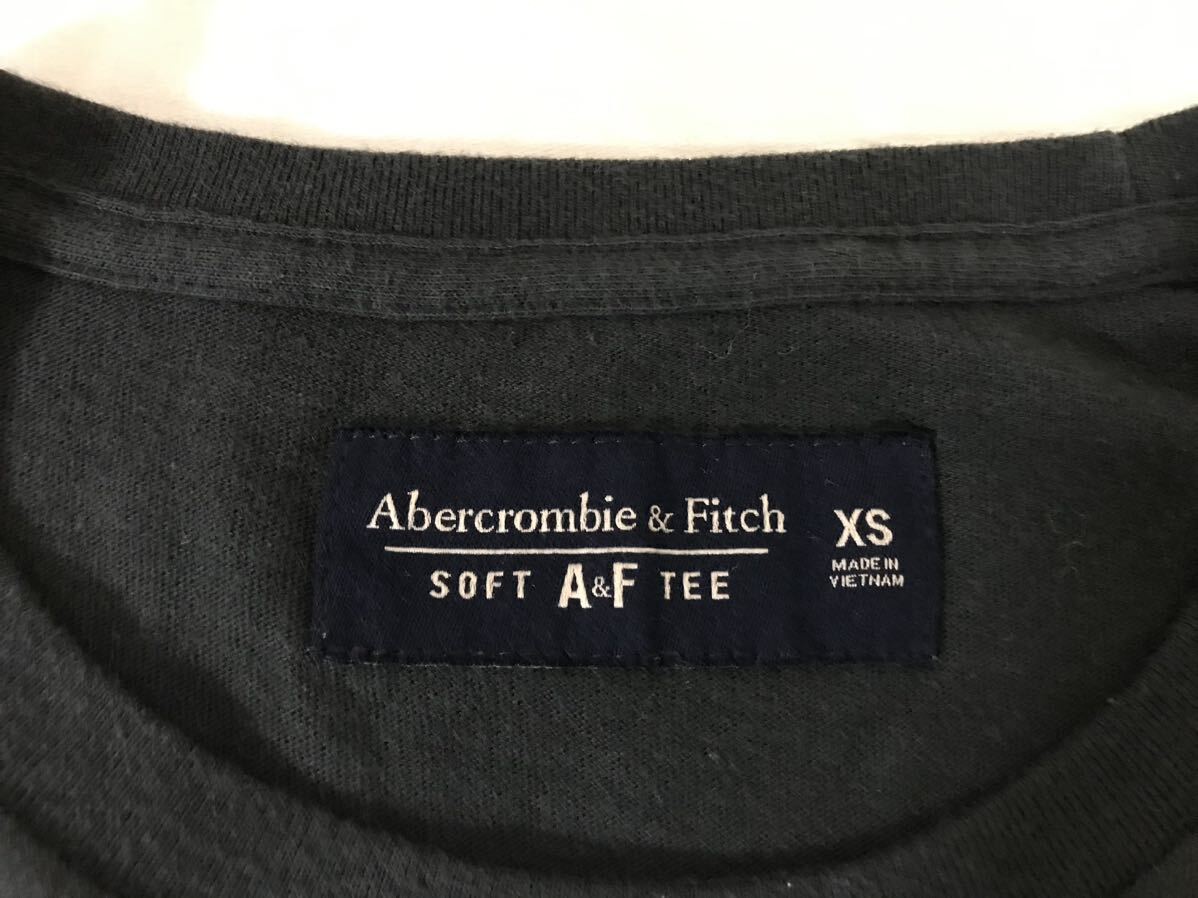 Abercrombie & Fitch
SOFT A&F TEE
XS
MADE IN
VIETNAM